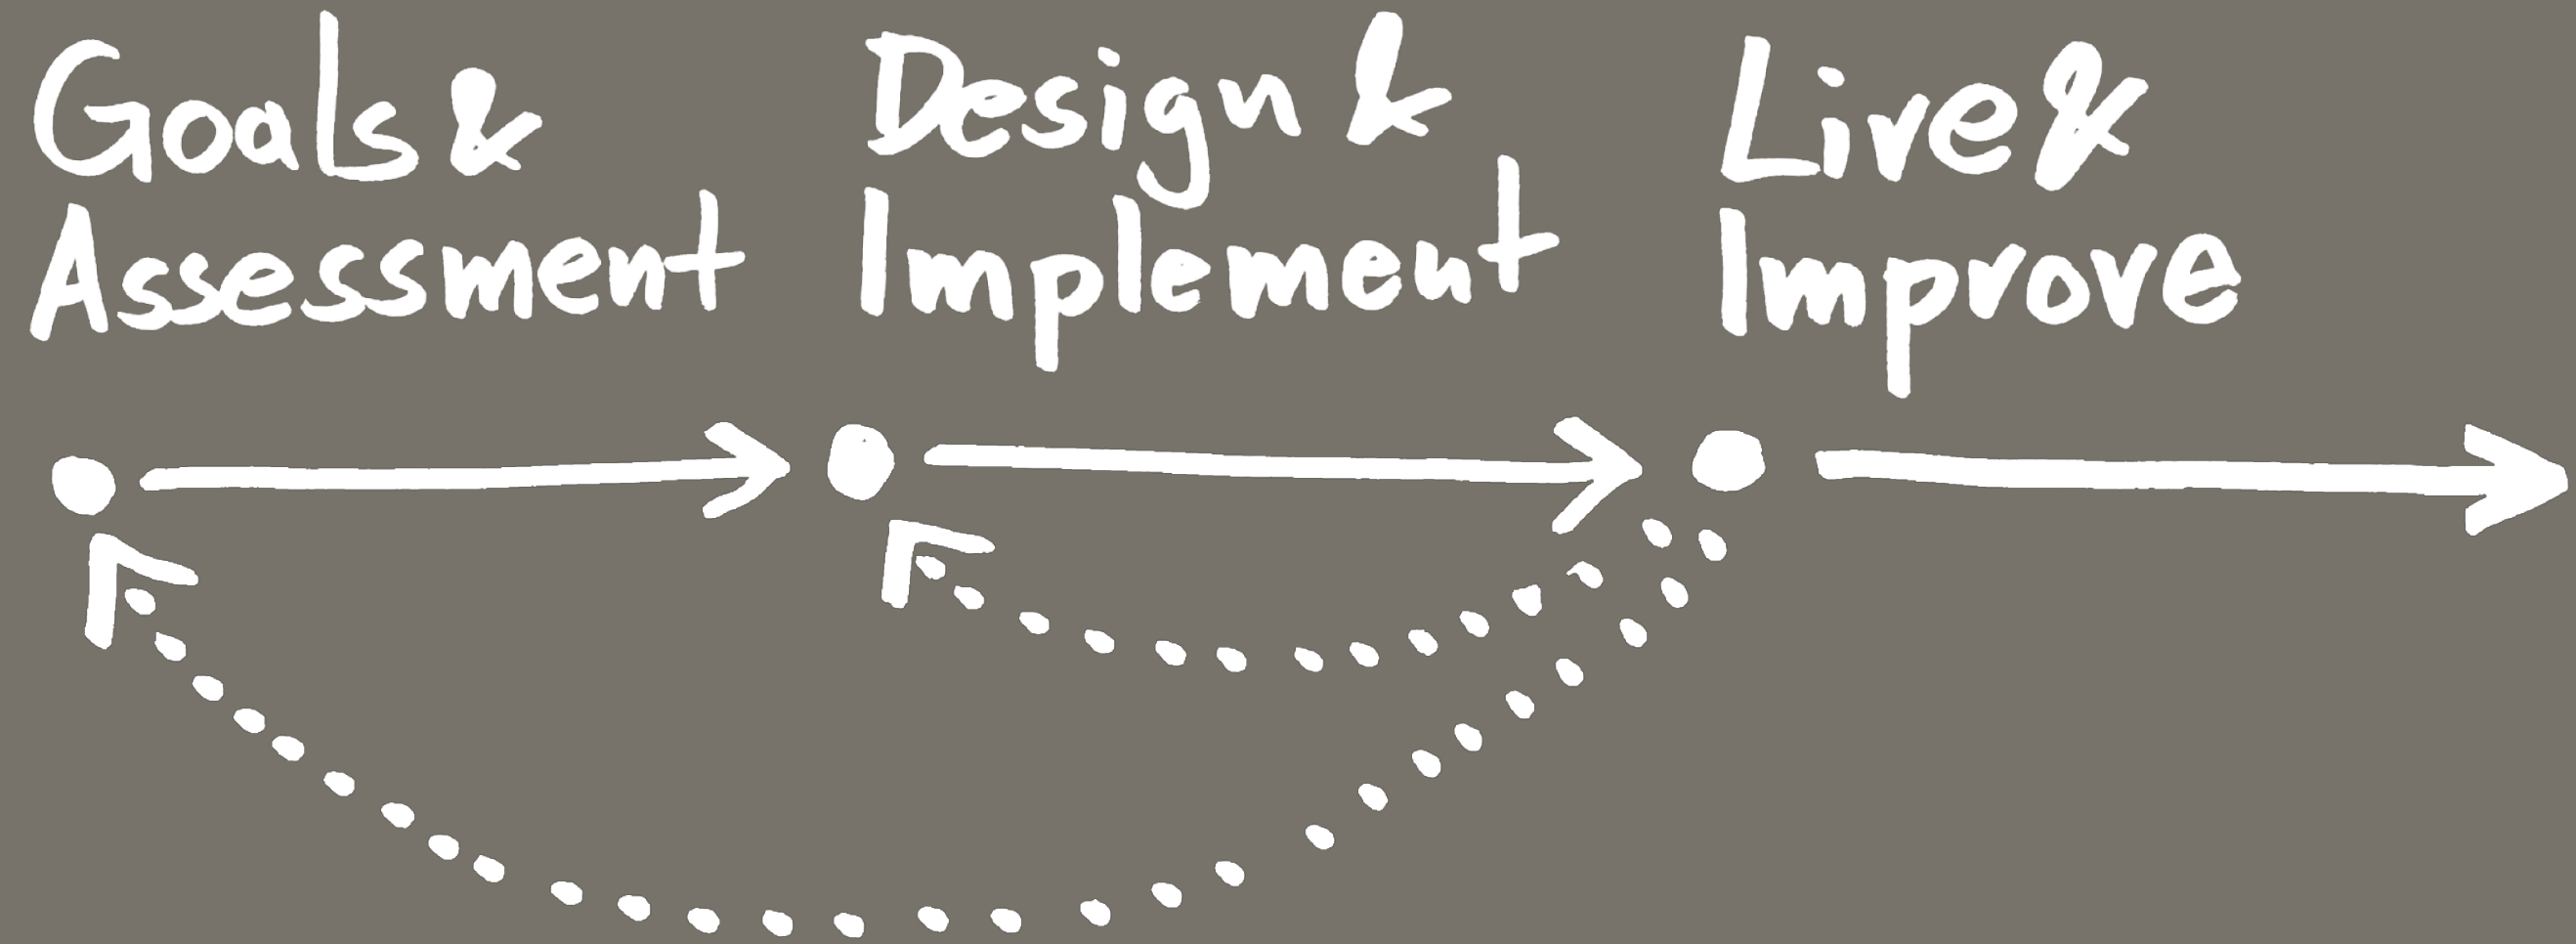 Goals &
Assessment
Design &
Implement
Live &
Improve